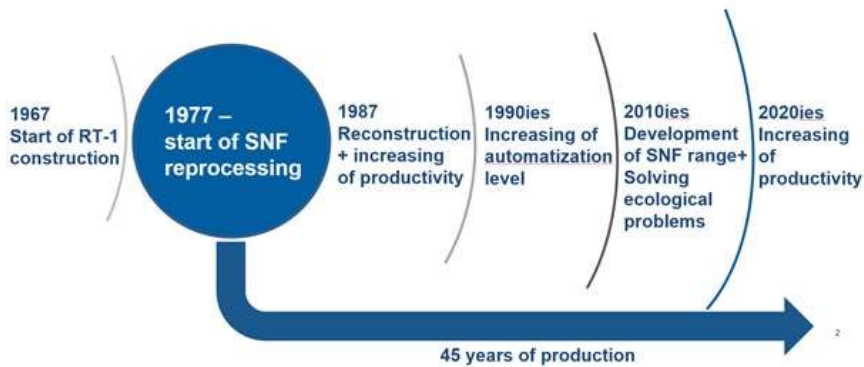 1967
Start of RT-1
construction
1977 –
start of SNF
reprocessing
1987
Reconstruction
+ increasing
of productivity
1990ies
Increasing of
automatization
level
2010ies
Development
of SNF range+
Solving
ecological
problems
2020ies
Increasing
of
productivity
45 years of production
2